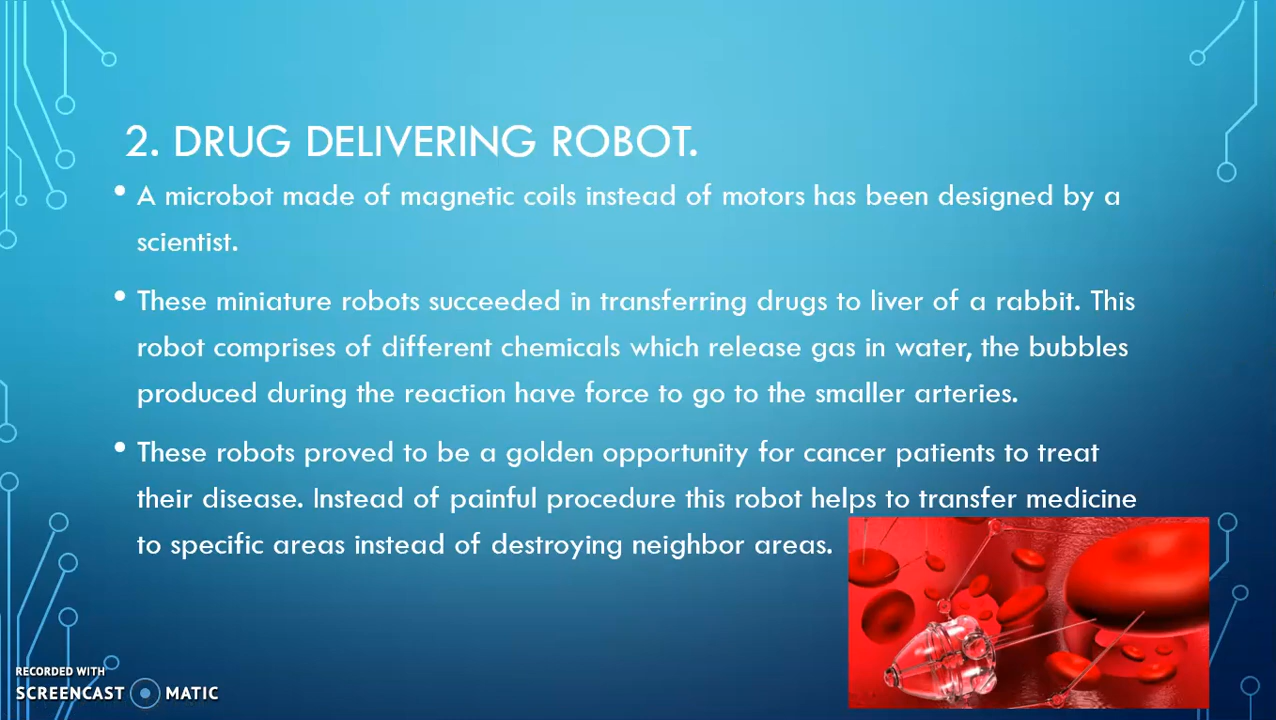 2. DRUG DELIVERING ROBOT.
• A microbot made of magnetic coils instead of motors has been designed by a
scientist.
• These miniature robots succeeded in transferring drugs to liver of a rabbit. This
robot comprises of different chemicals which release gas in water, the bubbles
produced during the reaction have force to go to the smaller arteries.
• These robots proved to be a golden opportunity for cancer patients to treat
their disease. Instead of painful procedure this robot helps to transfer medicine
to specific areas instead of destroying neighbor areas.
RECORDED WITH
SCREENCAST MATIC